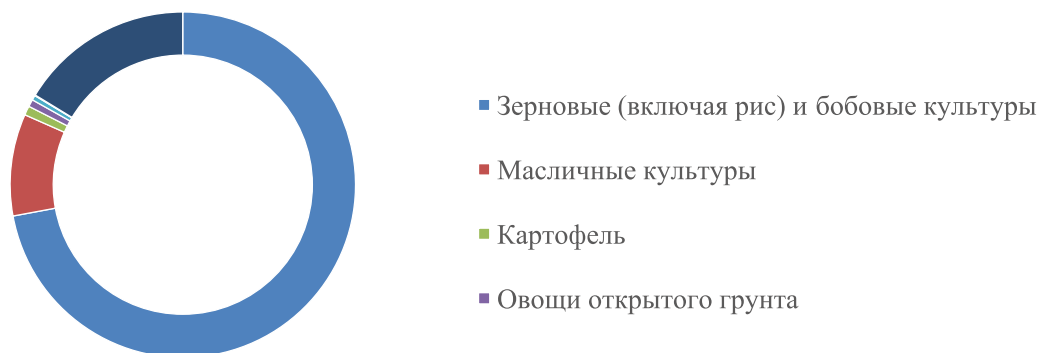 Зерновые (включая рис) и бобовые культуры
Масличные культуры
Картофель
Овощи открытого грунта